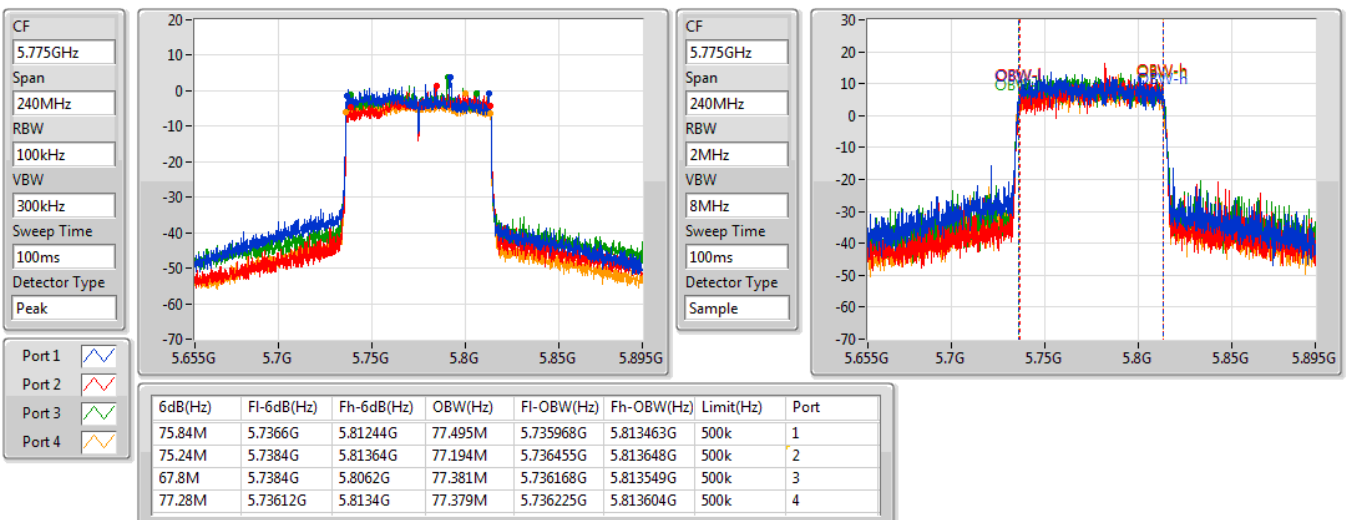 CF
5.775GHz
Span
240MHz
RBW
100kHz
VBW
300kHz
Sweep Time
100ms
Detector Type
Peak
20
10
0
-10
-20
-30
-40
-50
-60
-70
5.655G 5.7G 5.75G 5.8G 5.85G 5.895G
CF
5.775GHz
Span
240MHz
RBW
2MHz
VBW
8MHz
Sweep Time
100ms
Detector Type
Sample
30
20
10
0
-10
-20
-30
-40
-50
-60
-70
OBW-l OBW-h
5.655G 5.7G 5.75G 5.8G 5.85G 5.895G
Port 1
Port 2
Port 3
Port 4
6dB(Hz) Fl-6dB(Hz) Fh-6dB(Hz) OBW(Hz) Fl-OBW(Hz) Fh-OBW(Hz) Limit(Hz) Port
75.84M 5.7366G 5.81244G 77.495M 5.735968G 5.813463G 500k 1
75.24M 5.7384G 5.81364G 77.194M 5.736455G 5.813648G 500k 2
67.8M 5.7384G 5.8062G 77.381M 5.736168G 5.813549G 500k 3
77.28M 5.73612G 5.8134G 77.379M 5.736225G 5.813604G 500k 4